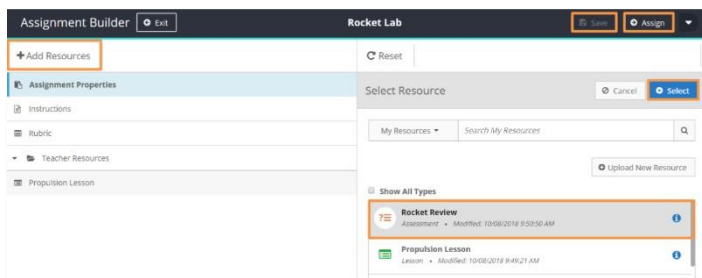 Assignment Builder Exit Rocket Lab Save Assign
+Add Resources Reset
Assignment Properties
Instructions
Rubric
Teacher Resources
Propulsion Lesson
Select Resource Cancel Select
My Resources Search My Resources
Upload New Resource
Show All Types
Rocket Review
Assessment • Modified: 10/08/2018 9:50:50 AM
Propulsion Lesson
Lesson • Modified: 10/08/2018 9:49:21 AM